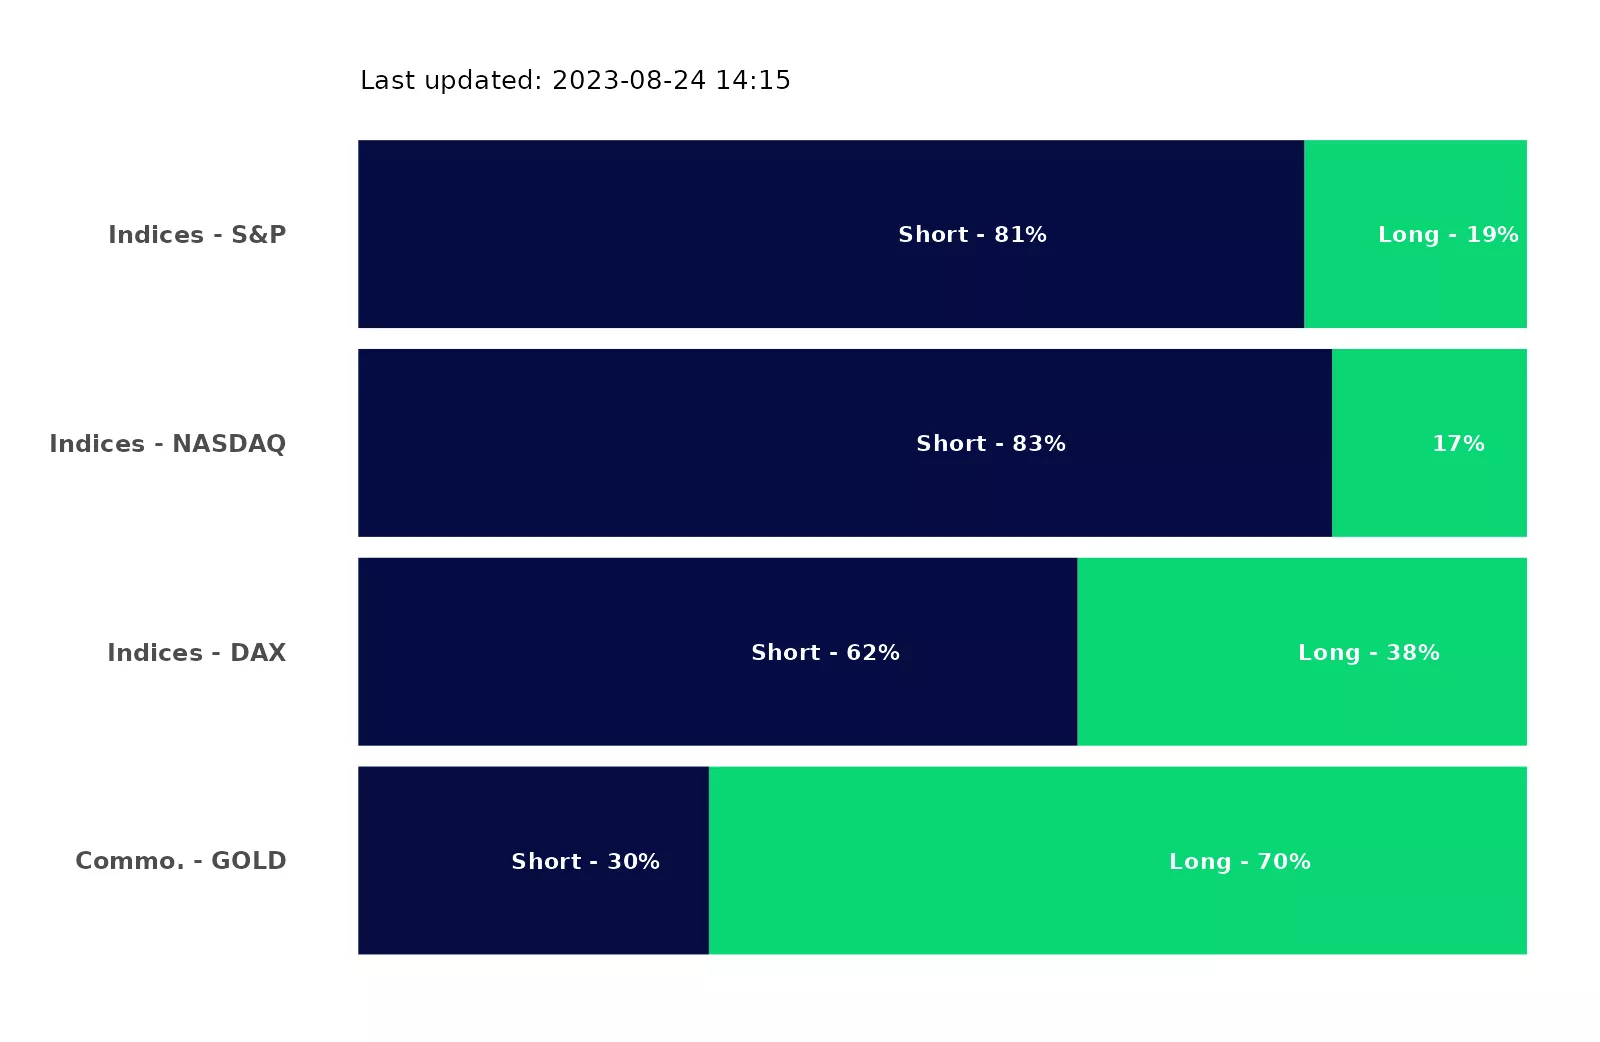 Last updated: 2023-08-24 14:15
Indices - S&P Short - 81% Long - 19%
Indices - NASDAQ Short - 83% 17%
Indices - DAX Short - 62% Long - 38%
Commo. - GOLD Short - 30% Long - 70%